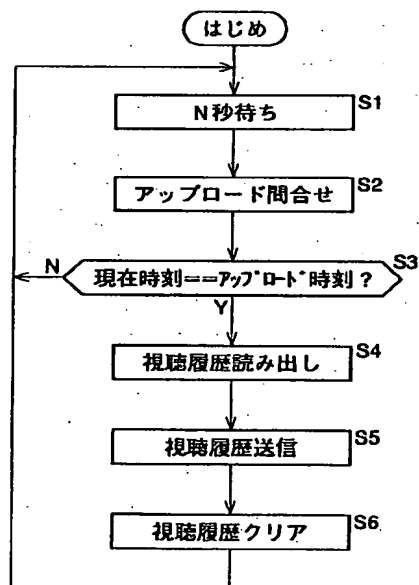 はじめ
N秒待ち
S1
アップロード問合せ
S2
現在時刻==アップロード時刻?
S3
N
Y
視聴履歴読み出し
S4
視聴履歴送信
S5
視聴履歴クリア
S6